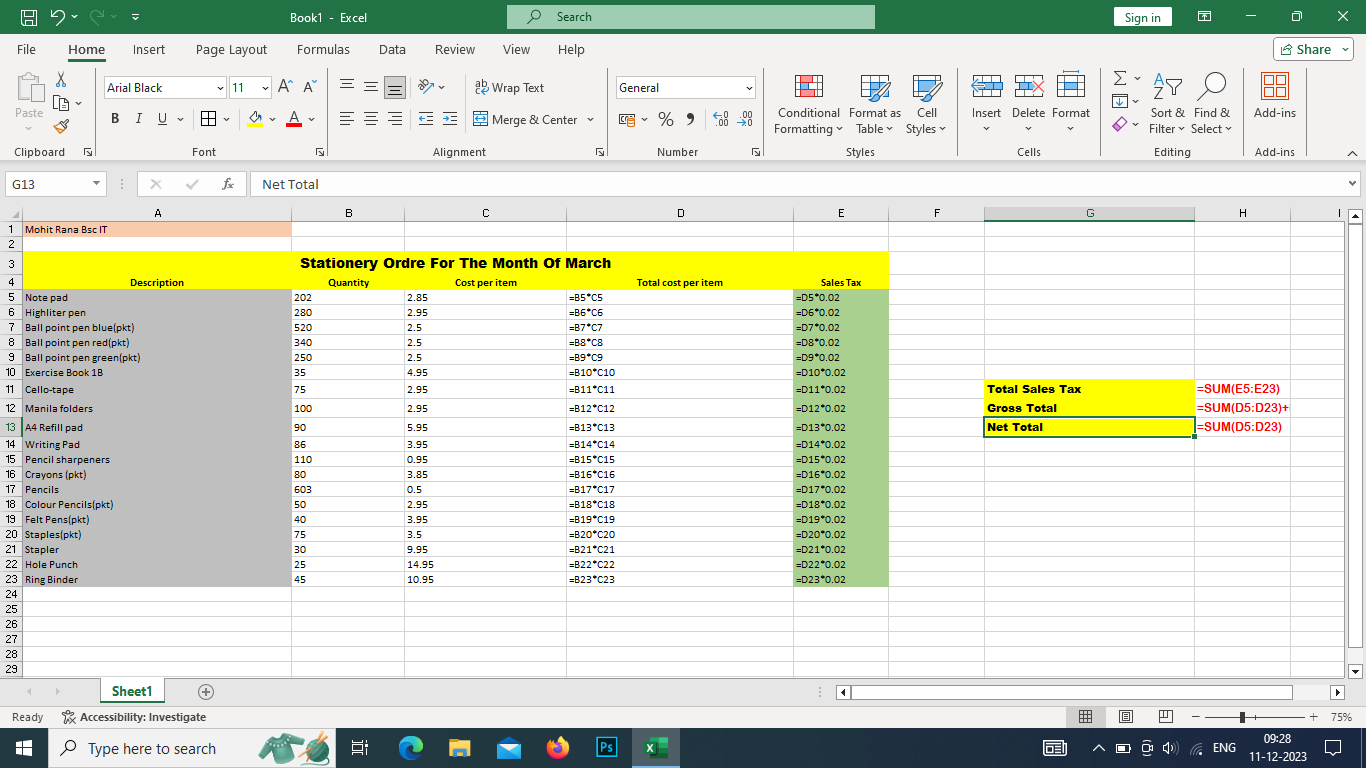 Book1 - Excel
Search
Sign in
File Home Insert Page Layout Formulas Data Review View Help
Share
Paste
Clipboard
Arial Black 11
B I U
Font
Wrap Text
Merge & Center
Alignment
General
Number
Conditional Formatting
Format as Table
Cell Styles
Styles
Insert Delete Format
Cells
Sort & Filter
Find & Select
Editing
Add-ins
Add-ins
G13 fx Net Total
A B C D E F G H I
1 Mohit Rana Bsc IT
2
3 Stationery Ordre For The Month Of March
4 Description Quantity Cost per item Total cost per item Sales Tax
5 Note pad 202 2.85 =B5*C5 =D5*0.02
6 Highliter pen 280 2.95 =B6*C6 =D6*0.02
7 Ball point pen blue(pkt) 520 2.5 =B7*C7 =D7*0.02
8 Ball point pen red(pkt) 340 2.5 =B8*C8 =D8*0.02
9 Ball point pen green(pkt) 250 2.5 =B9*C9 =D9*0.02
10 Exercise Book 1B 35 4.95 =B10*C10 =D10*0.02
11 Cello-tape 75 2.95 =B11*C11 =D11*0.02 Total Sales Tax =SUM(E5:E23)
12 Manila folders 100 2.95 =B12*C12 =D12*0.02 Gross Total =SUM(D5:D23)+
13 A4 Refill pad 90 5.95 =B13*C13 =D13*0.02 Net Total =SUM(D5:D23)
14 Writing Pad 86 3.95 =B14*C14 =D14*0.02
15 Pencil sharpeners 110 0.95 =B15*C15 =D15*0.02
16 Crayons (pkt) 80 3.85 =B16*C16 =D16*0.02
17 Pencils 603 0.5 =B17*C17 =D17*0.02
18 Colour Pencils(pkt) 50 2.95 =B18*C18 =D18*0.02
19 Felt Pens(pkt) 40 3.95 =B19*C19 =D19*0.02
20 Staples(pkt) 75 3.5 =B20*C20 =D20*0.02
21 Stapler 30 9.95 =B21*C21 =D21*0.02
22 Hole Punch 25 14.95 =B22*C22 =D22*0.02
23 Ring Binder 45 10.95 =B23*C23 =D23*0.02
24
25
26
27
28
29
Sheet1
Ready Accessibility: Investigate 75%
Type here to search
Ps
ENG
09:28
11-12-2023